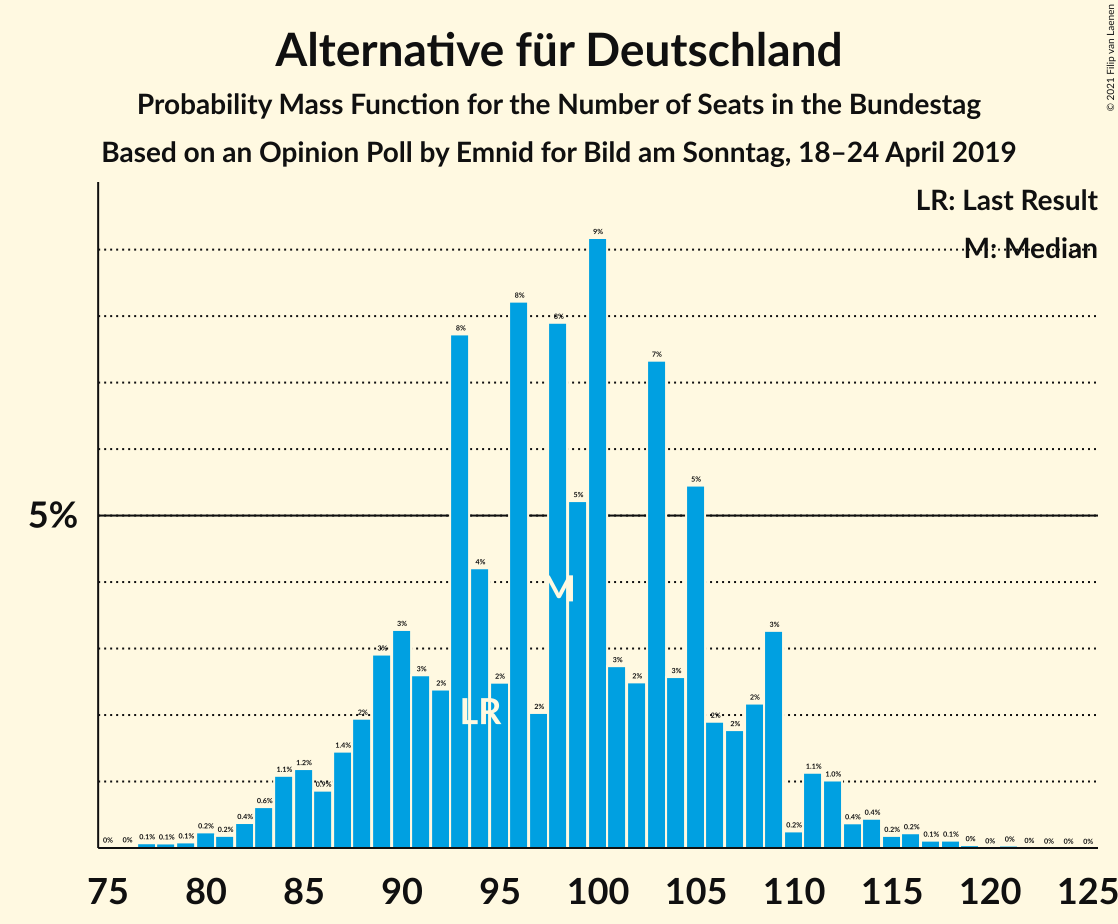 Alternative für Deutschland
Probability Mass Function for the Number of Seats in the Bundestag
Based on an Opinion Poll by Emnid for Bild am Sonntag, 18–24 April 2019
© 2021 Filip van Laenen
LR: Last Result
M: Median
5%
0% 0% 0.1% 0.1% 0.1% 0.2% 0.2% 0.4% 0.6% 1.1% 1.2% 0.9% 1.4% 2% 3% 3% 3% 2% 8% 4% 2% 8% 2% 8% 5% 9% 3% 2% 7% 3% 5% 2% 2% 2% 3% 0.2% 1.1% 1.0% 0.4% 0.4% 0.2% 0.2% 0.1% 0.1% 0% 0% 0% 0% 0% 0% 0%
M
LR
75 80 85 90 95 100 105 110 115 120 125